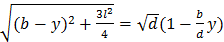 √((b − y)² + 3l²/4) = √d(1 − b/d y)